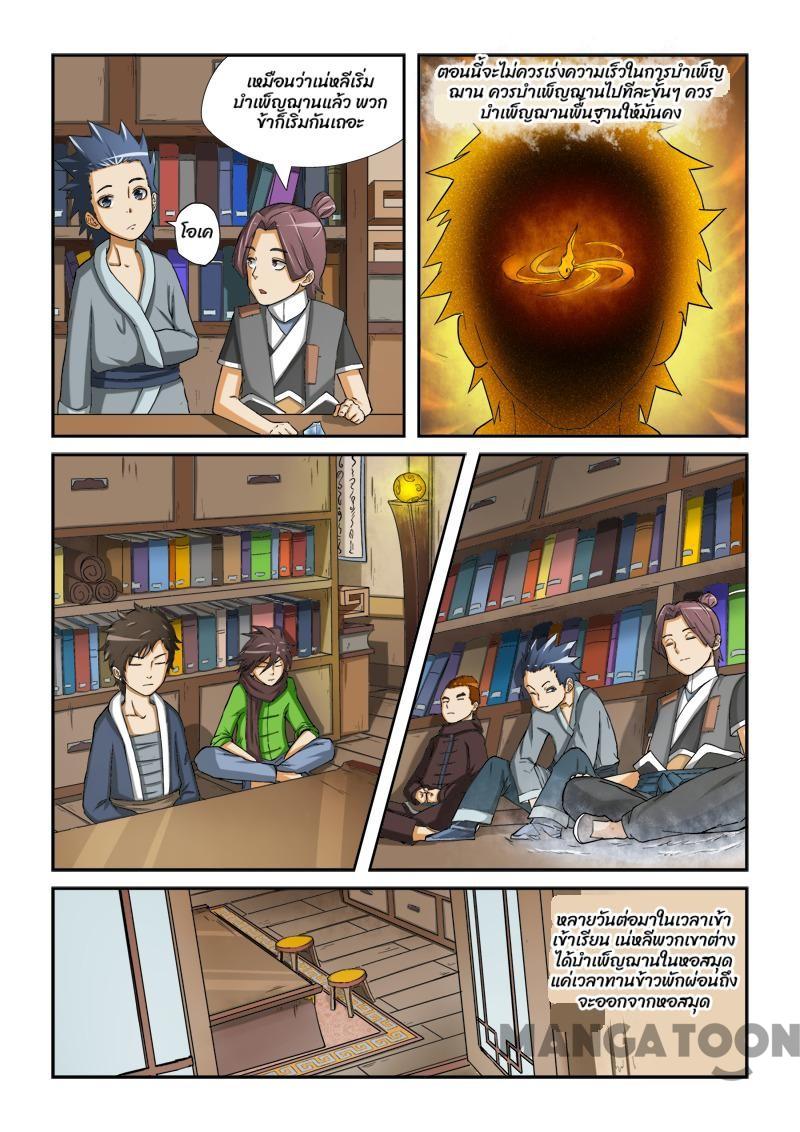 เหมือนว่าเน่หลีเริ่ม
บำเพ็ญฌานแล้ว พวก
ข้าก็เริ่มกันเถอะ
โอเค
ตอนนี้จะไม่ควรเร่งความเร็วในการบำเพ็ญ
ฌาน ควรบำเพ็ญฌานไปทีละขั้นๆ ควร
บำเพ็ญฌานพื้นฐานให้มั่นคง
หลายวันต่อมาในเวลาเข้า
เข้าเรียน เน่หลีพวกเขาต่าง
ได้บำเพ็ญฌานในหอสมุด
แค่เวลาทานข้าวพักผ่อนถึง
จะออกจากหอสมุด
MANGATOON